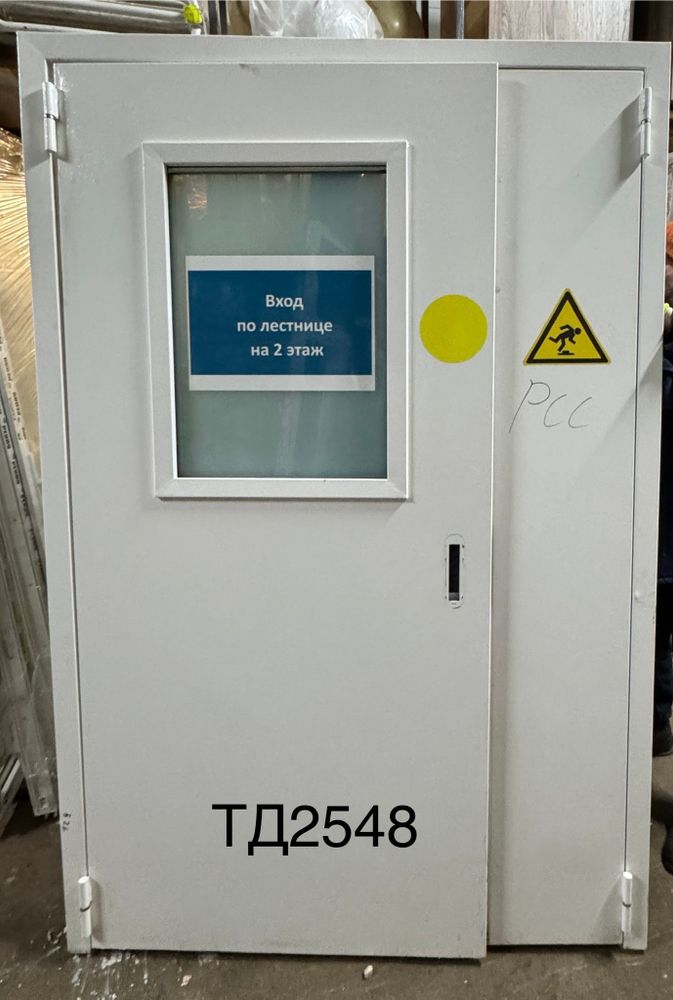 Вход
по лестнице
на 2 этаж
РСС
ТД2548